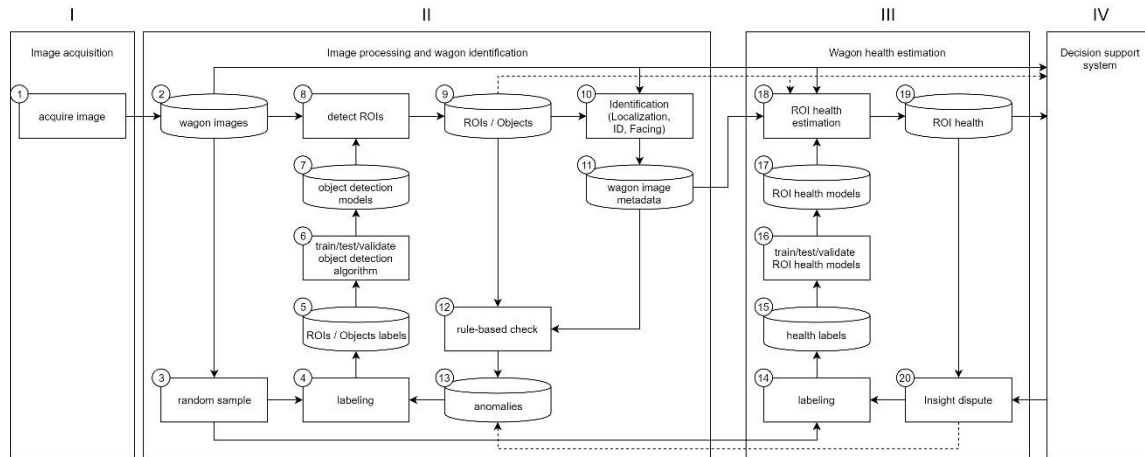 I
II
III
IV
Image acquisition
Image processing and wagon identification
Wagon health estimation
Decision support
system
1
acquire image
2
wagon images
8
detect ROIs
9
ROIs / Objects
10
Identification
(Localization,
ID, Facing)
18
ROI health
estimation
19
ROI health
7
object detection
models
11
wagon image
metadata
17
ROI health models
6
train/test/validate
object detection
algorithm
16
train/test/validate
ROI health models
5
ROIs / Objects labels
12
rule-based check
15
health labels
3
random sample
4
labeling
13
anomalies
14
labeling
20
Insight dispute